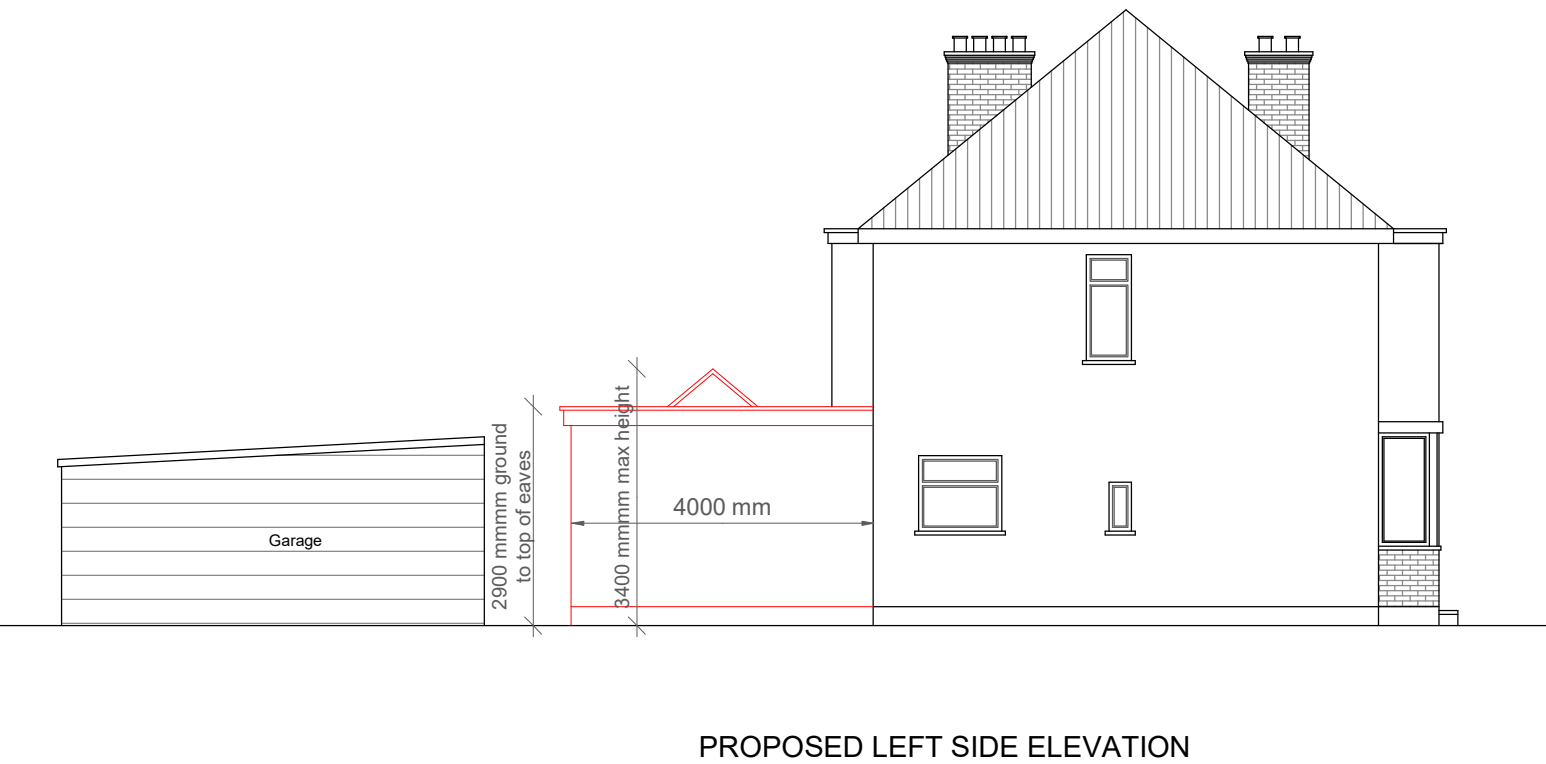 2900 mmmm ground
to top of eaves
3400 mmmm max height
4000 mm
Garage
PROPOSED LEFT SIDE ELEVATION